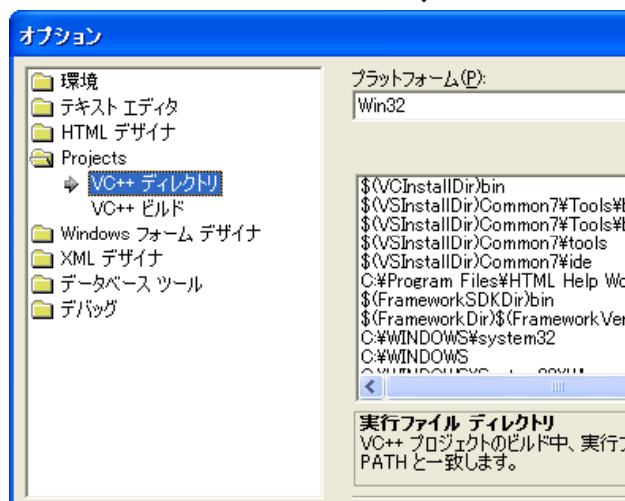 オプション
環境
テキスト エディタ
HTML デザイナ
Projects
VC++ ディレクトリ
VC++ ビルド
Windows フォーム デザイナ
XML デザイナ
データベース ツール
デバッグ
プラットフォーム(P):
Win32
$(VCInstallDir)bin
$(VSInstallDir)Common7¥Tools¥
$(VSInstallDir)Common7¥Tools¥
$(VSInstallDir)Common7¥tools
$(VSInstallDir)Common7¥ide
C:¥Program Files¥HTML Help
$(FrameworkSDKDir)bin
$(FrameworkDir)$(FrameworkVer
C:¥WINDOWS¥system32
C:¥WINDOWS
実行ファイル ディレクトリ
VC++ プロジェクトのビルド中、実行
PATH と一致します。